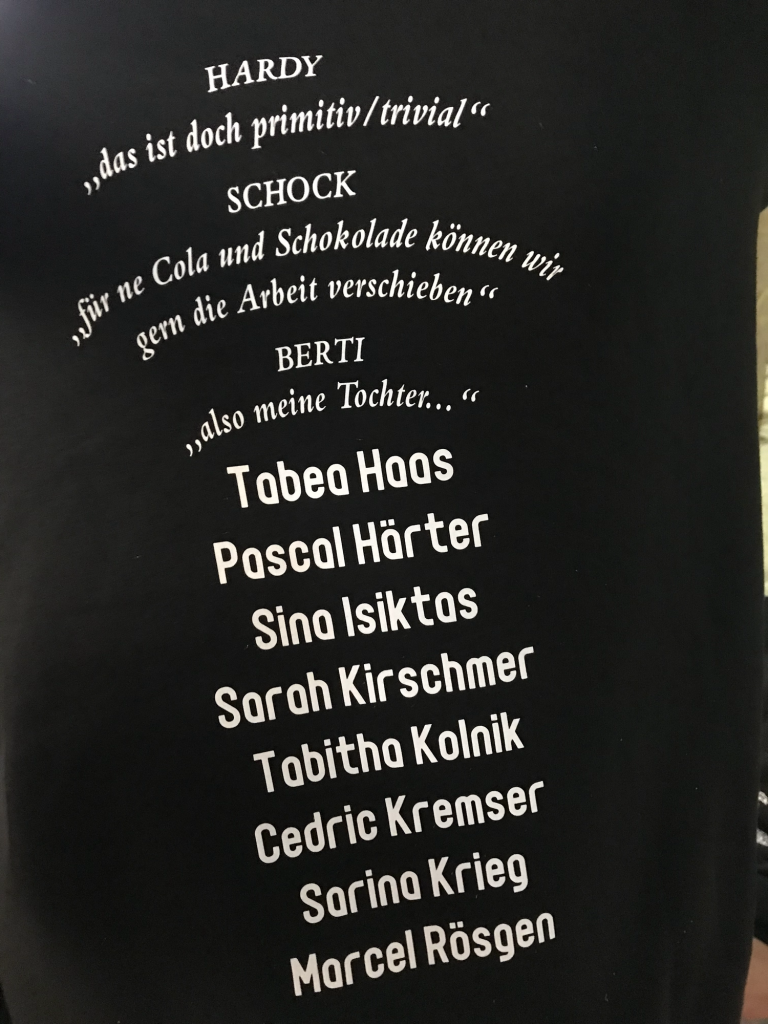 HARDY
„das ist doch primitiv/trivial“
SCHOCK
„für ne Cola und Schokolade können wir
gern die Arbeit verschieben“
BERTI
„also meine Tochter...“
Tabea Haas
Pascal Härter
Sina Isiktas
Sarah Kirschmer
Tabitha Kolnik
Cedric Kremser
Sarina Krieg
Marcel Rösgen